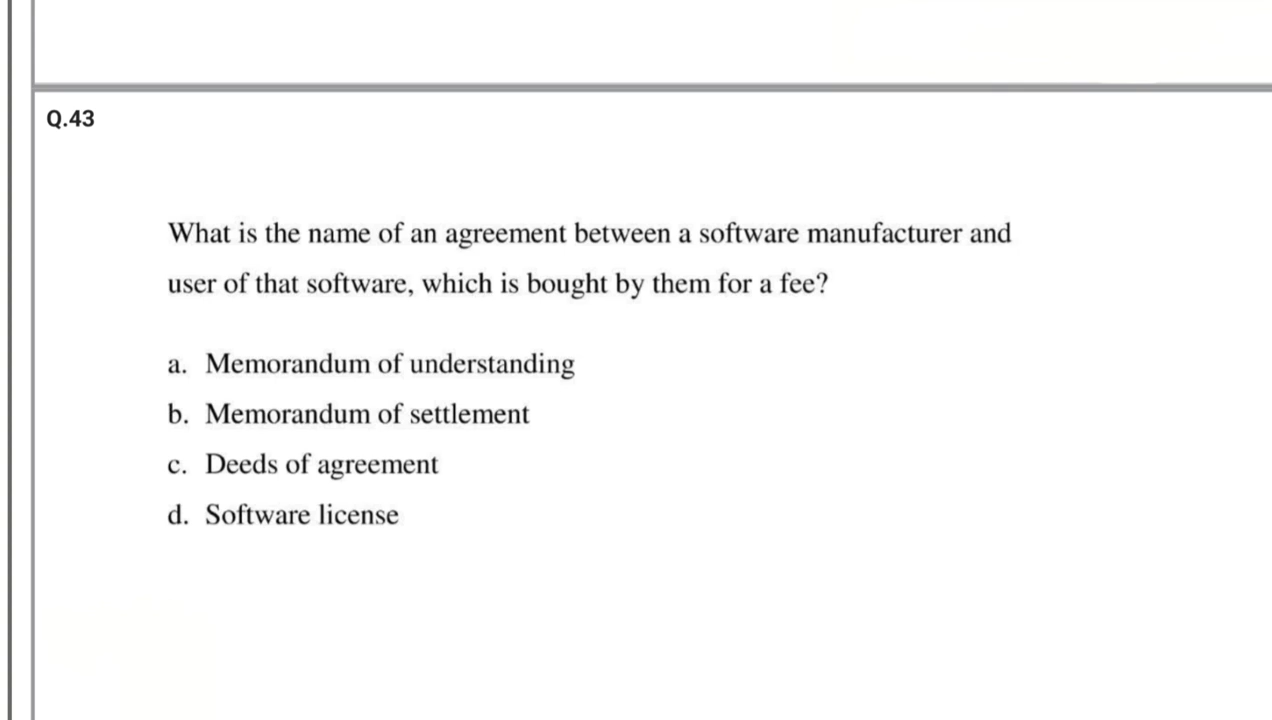 Q.43
What is the name of an agreement between a software manufacturer and
user of that software, which is bought by them for a fee?
a. Memorandum of understanding
b. Memorandum of settlement
c. Deeds of agreement
d. Software license